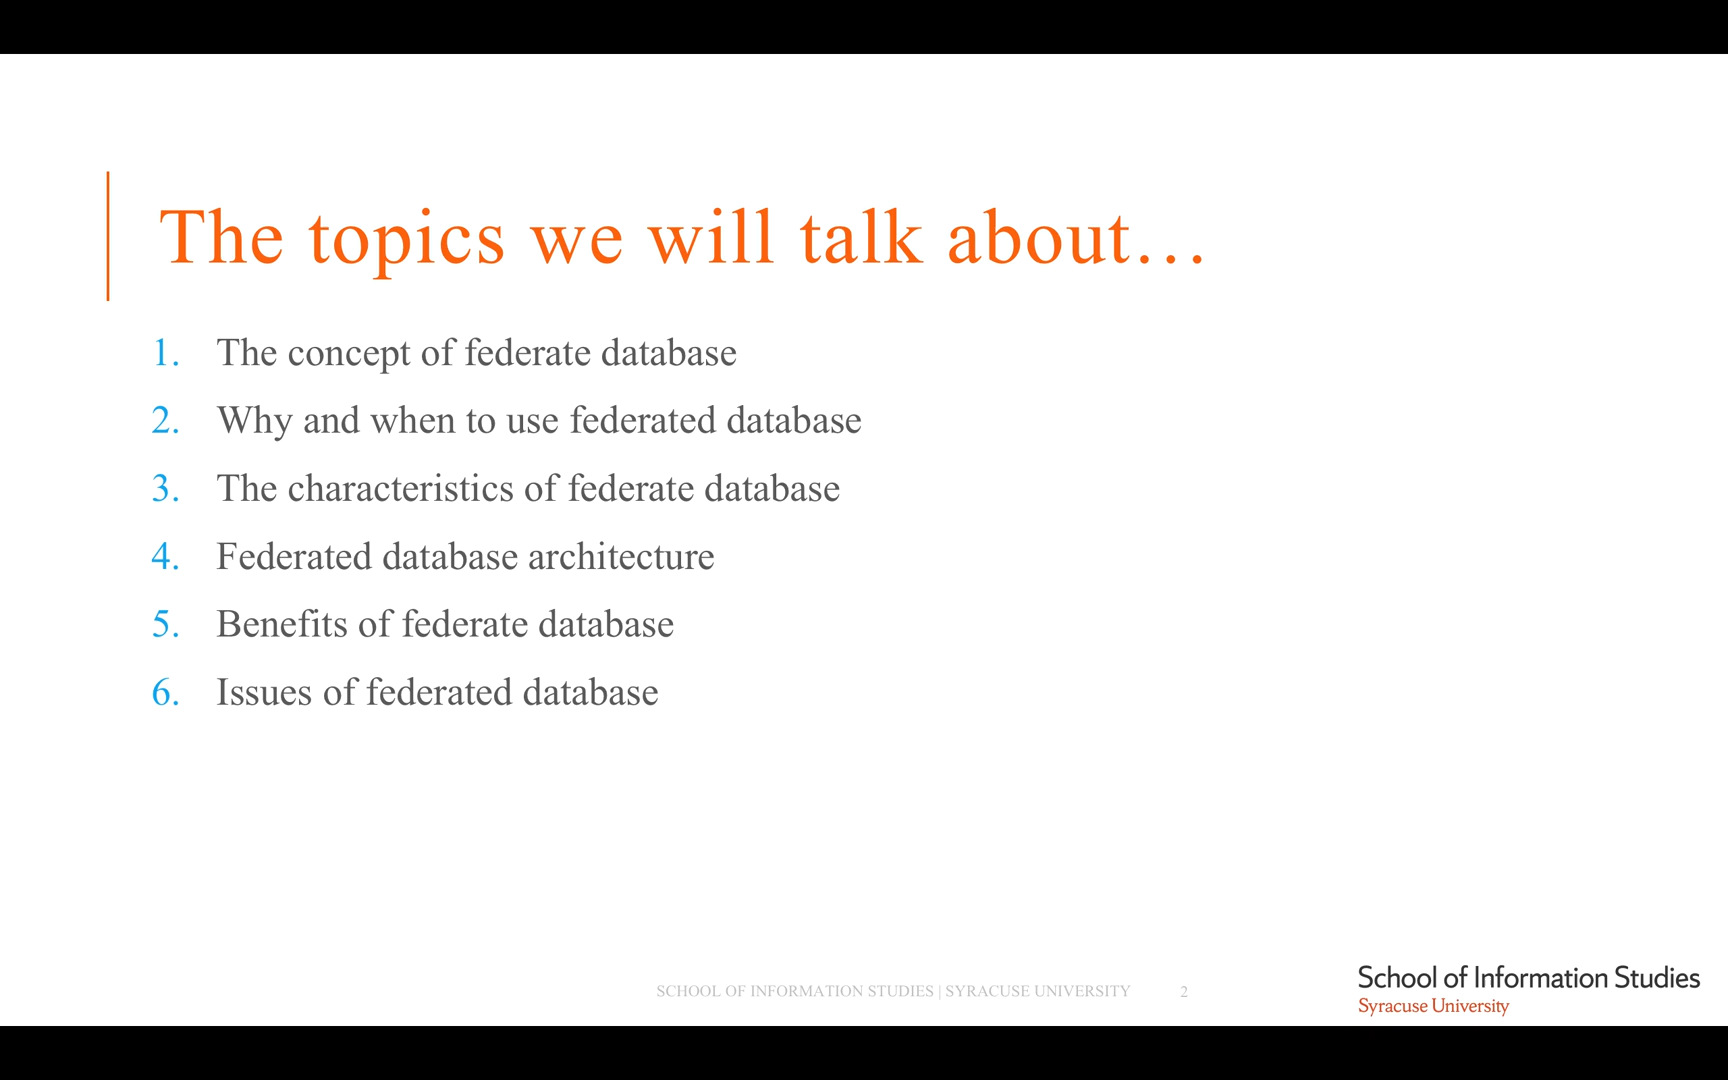 The topics we will talk about…
1. The concept of federate database
2. Why and when to use federated database
3. The characteristics of federate database
4. Federated database architecture
5. Benefits of federate database
6. Issues of federated database
SCHOOL OF INFORMATION STUDIES | SYRACUSE UNIVERSITY 2
School of Information Studies
Syracuse University